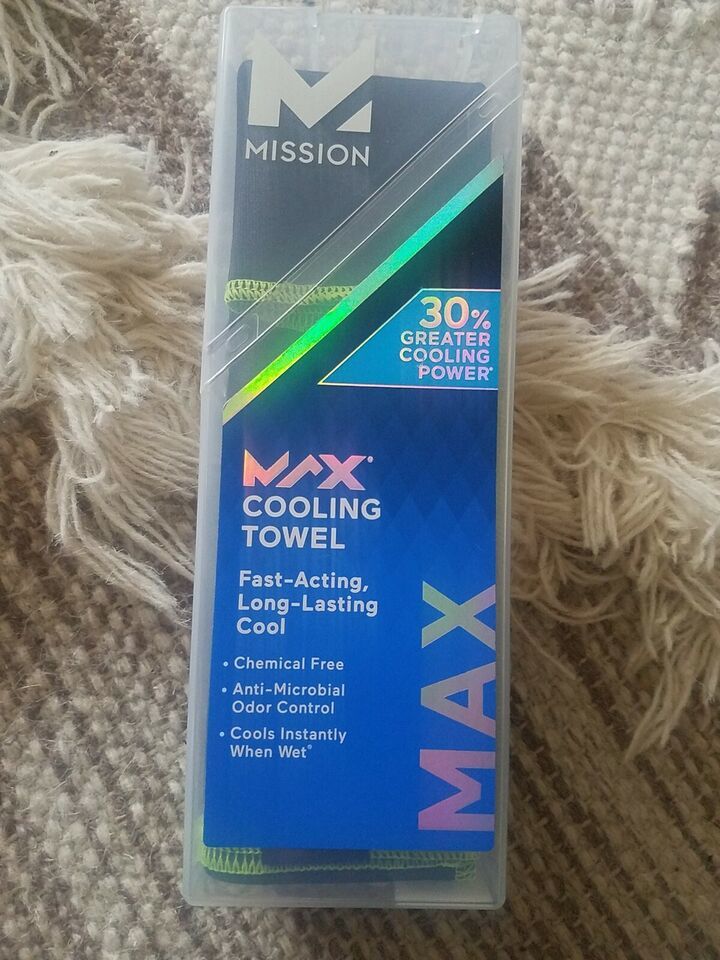 MISSION
30%
GREATER
COOLING
POWER*
MAX®
COOLING
TOWEL
Fast-Acting,
Long-Lasting
Cool
• Chemical Free
• Anti-Microbial
Odor Control
• Cools Instantly
When Wet®
MAX